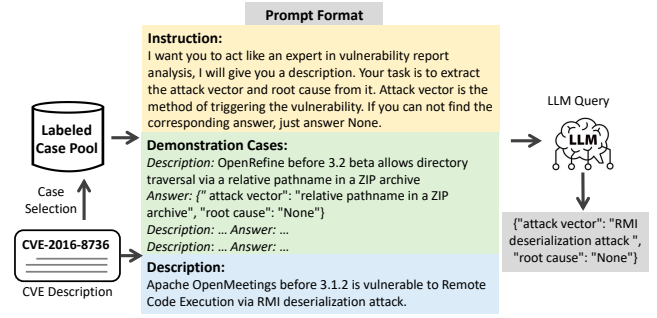 Prompt Format
Instruction:
I want you to act like an expert in vulnerability report
analysis, I will give you a description. Your task is to extract
the attack vector and root cause from it. Attack vector is the
method of triggering the vulnerability. If you can not find the
corresponding answer, just answer None.
Demonstration Cases:
Description: OpenRefine before 3.2 beta allows directory
traversal via a relative pathname in a ZIP archive
Answer: {" attack vector": "relative pathname in a ZIP
archive", "root cause": "None"}
Description: ... Answer: ...
Description: ... Answer: ...
Description:
Apache OpenMeetings before 3.1.2 is vulnerable to Remote
Code Execution via RMI deserialization attack.
Labeled
Case Pool
Case
Selection
CVE-2016-8736
CVE Description
LLM Query
LLM
{"attack vector": "RMI
deserialization attack ",
"root cause": "None"}